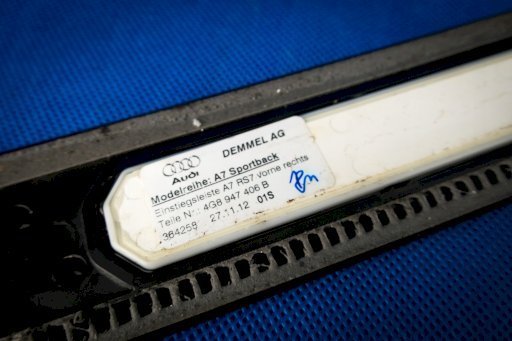 Audi
DEMMEL AG
Modelreihe: A7 Sportback
Einstiegsleiste A7 RS7 vorne rechts
Teile Nr.: 4G8 947 406 B
364259 27.11.12 01S